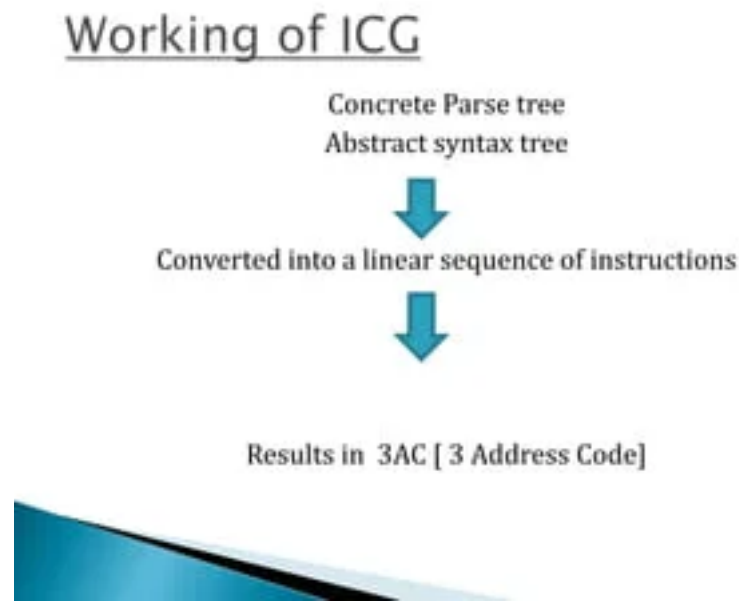 Working of ICG
Concrete Parse tree
Abstract syntax tree
Converted into a linear sequence of instructions
Results in 3AC [ 3 Address Code]